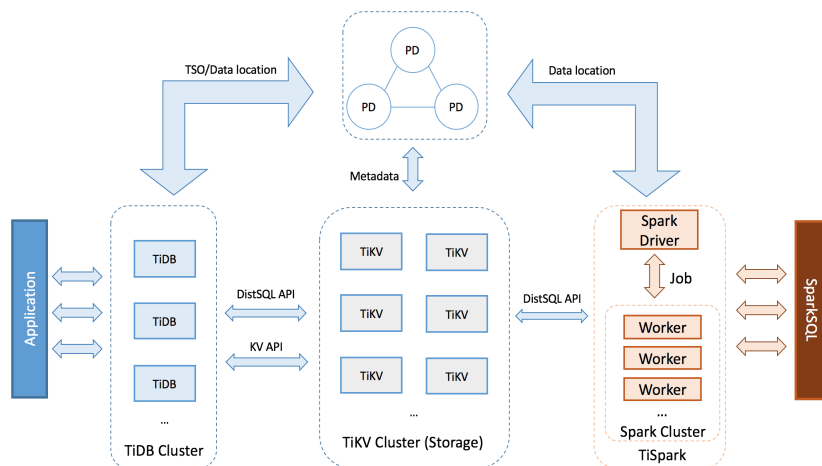 PD
PD
PD
TSO/Data location
Data location
Metadata
Application
TiDB
TiDB
TiDB
...
TiDB Cluster
DistSQL API
KV API
TiKV
TiKV
TiKV
TiKV
TiKV
TiKV
...
TiKV Cluster (Storage)
DistSQL API
Spark
Driver
Job
Worker
Worker
Worker
...
Spark Cluster
TiSpark
SparkSQL